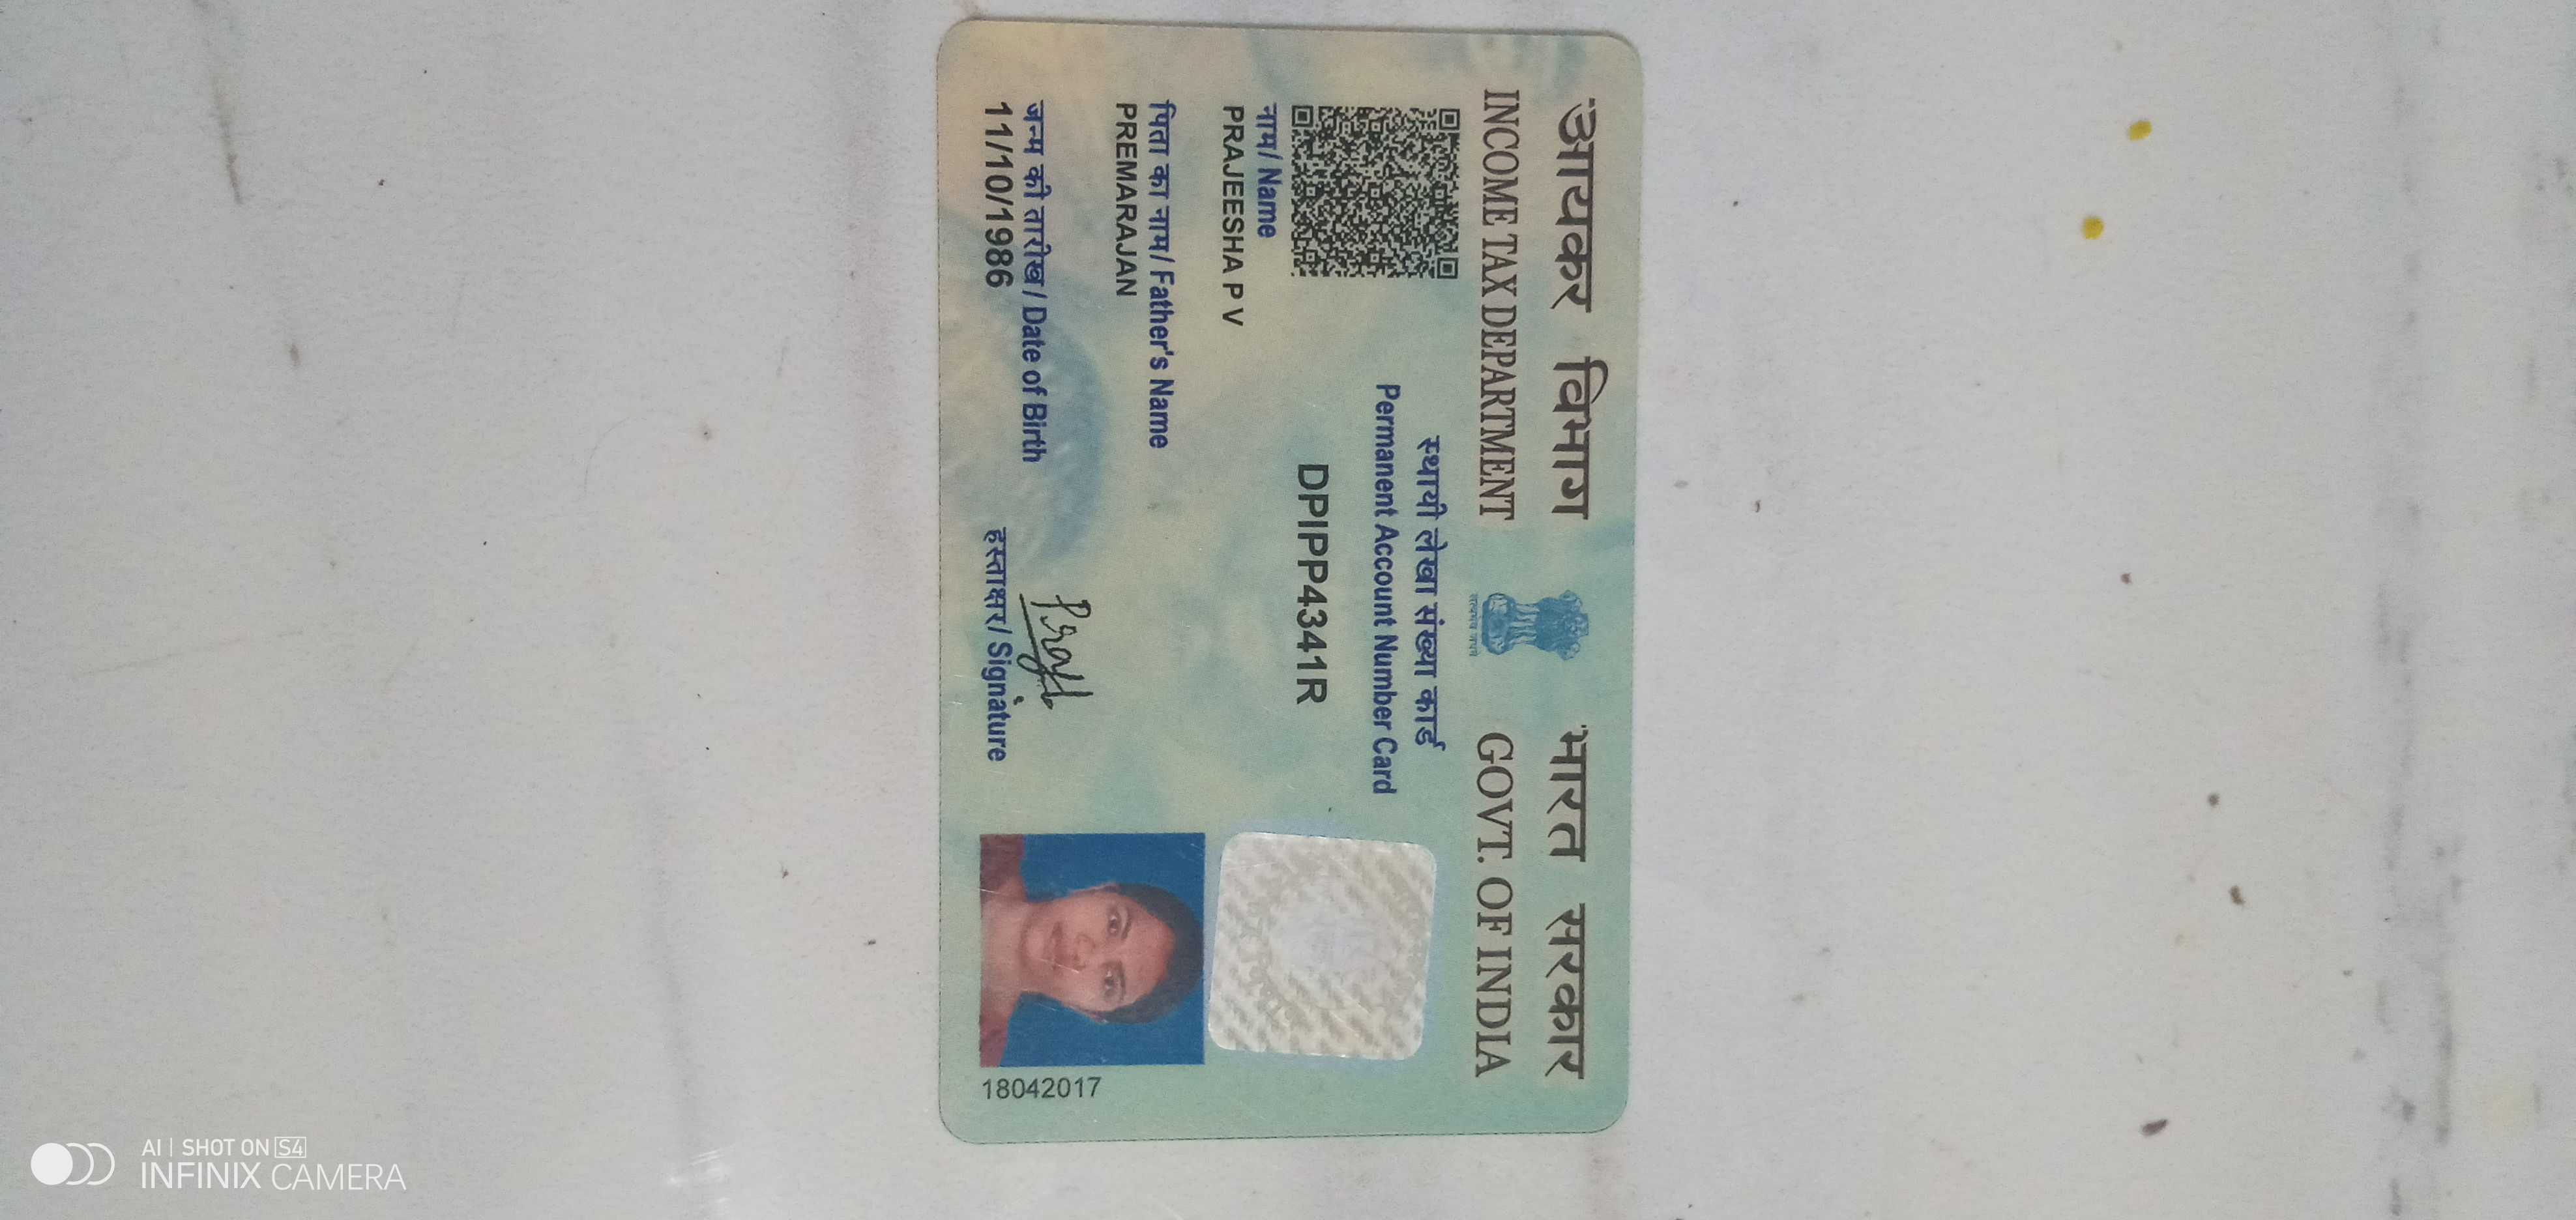 आयकर विभाग
INCOME TAX DEPARTMENT
भारत सरकार
GOVT. OF INDIA
सत्यमेव जयते
स्थायी लेखा संख्या कार्ड
Permanent Account Number Card
DPIPP4341R
नाम / Name
PRAJEESHA P V
पिता का नाम / Father's Name
PREMARAJAN
जन्म की तारीख / Date of Birth
11/10/1986
हस्ताक्षर / Signature
18042017
AI | SHOT ON S4
INFINIX CAMERA